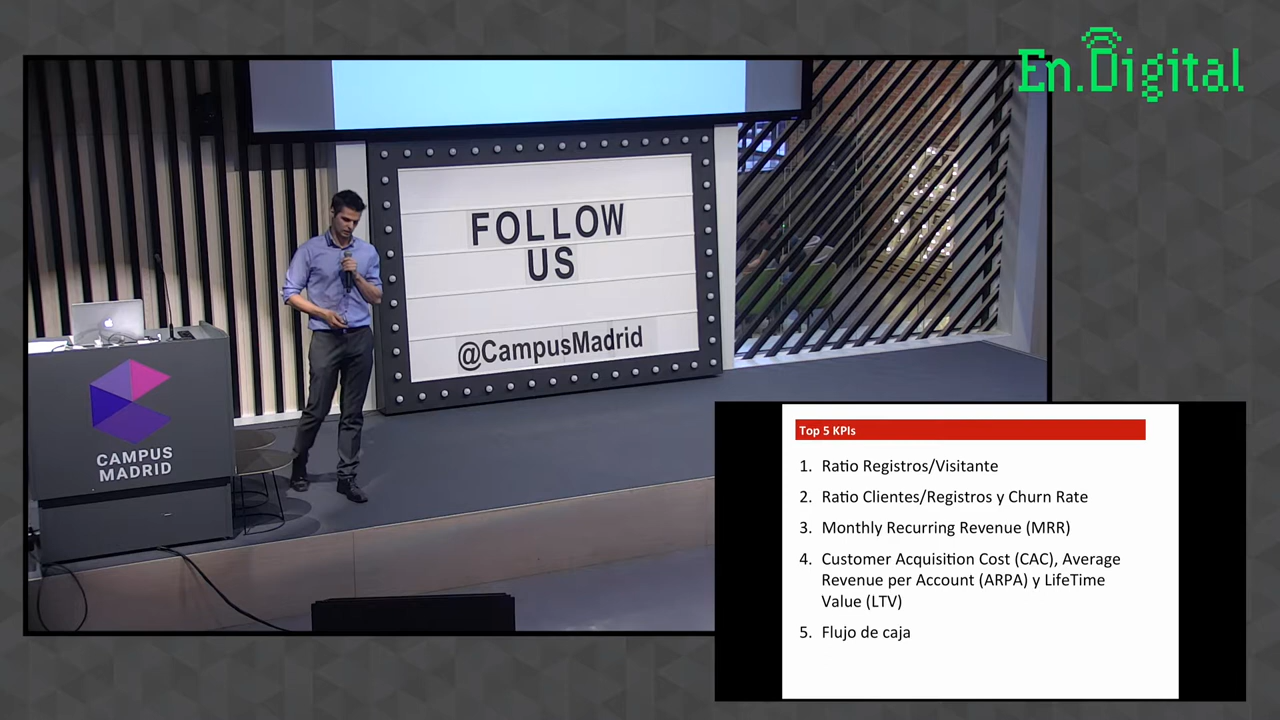 En.Digital
FOLLOW
US
@CampusMadrid
CAMPUS
MADRID
Top 5 KPIs
1. Ratio Registros/Visitante
2. Ratio Clientes/Registros y Churn Rate
3. Monthly Recurring Revenue (MRR)
4. Customer Acquisition Cost (CAC), Average
Revenue per Account (ARPA) y LifeTime
Value (LTV)
5. Flujo de caja